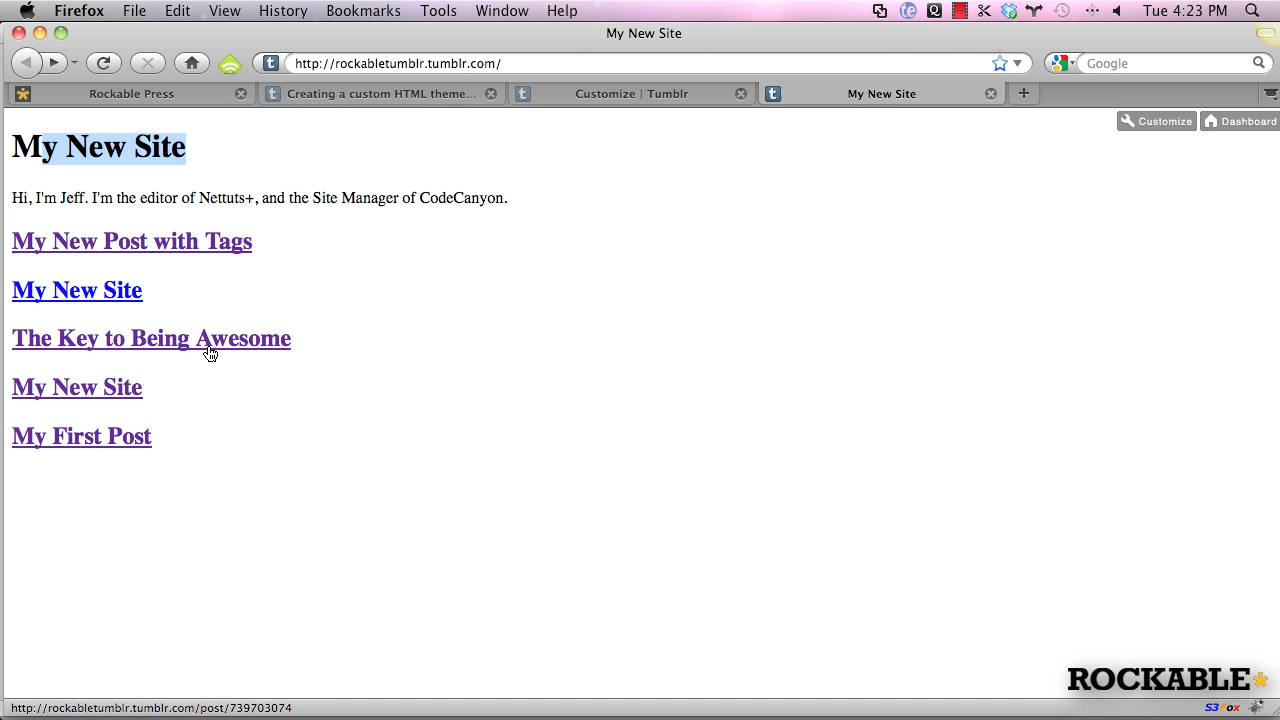 Firefox File Edit View History Bookmarks Tools Window Help Tue 4:23 PM
My New Site
http://rockabletumblr.tumblr.com/ Google
Rockable Press Creating a custom HTML theme... Customize | Tumblr My New Site
Customize Dashboard
My New Site
Hi, I'm Jeff. I'm the editor of Nettuts+, and the Site Manager of CodeCanyon.
My New Post with Tags
My New Site
The Key to Being Awesome
My New Site
My First Post
ROCKABLE
http://rockabletumblr.tumblr.com/post/739703074 S3Fox